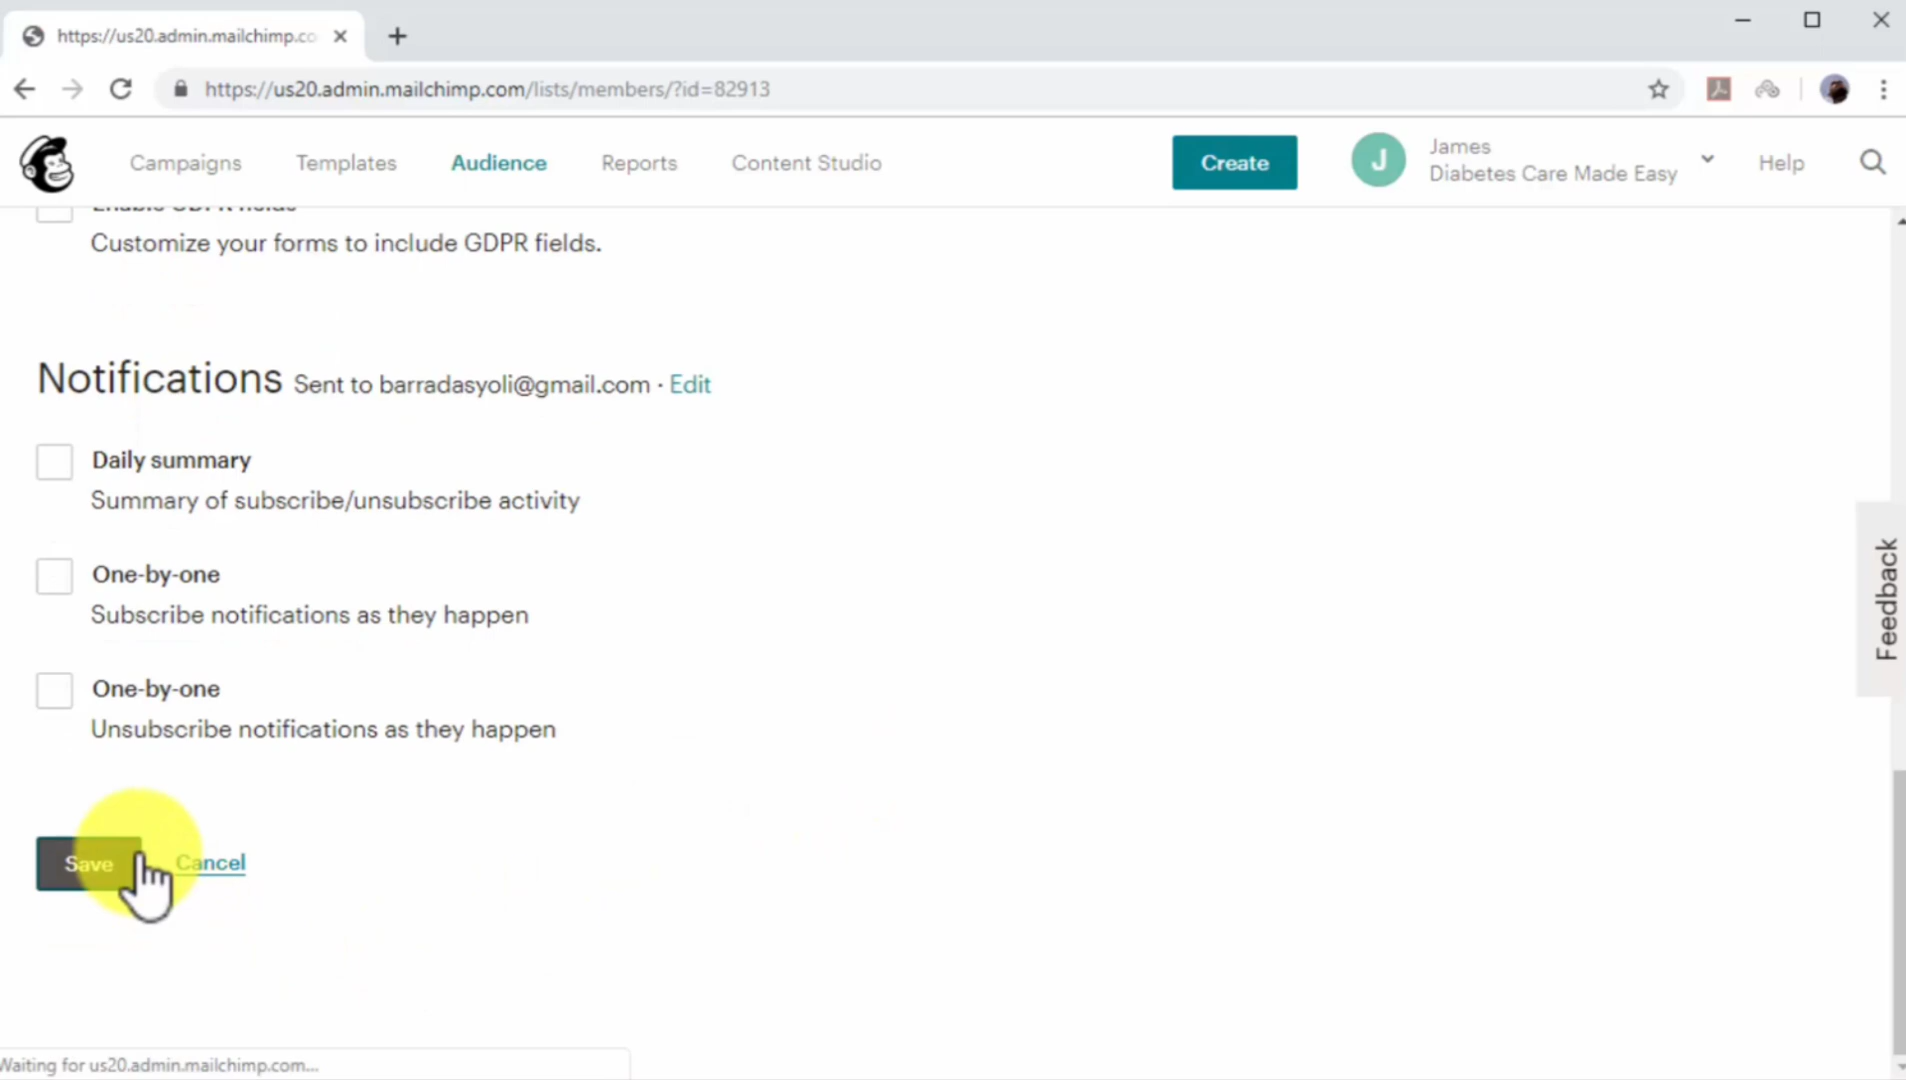 https://us20.admin.mailchimp.co
https://us20.admin.mailchimp.com/lists/members/?id=82913
Campaigns Templates Audience Reports Content Studio Create J James Help
Diabetes Care Made Easy
Enable GDPR fields
Customize your forms to include GDPR fields.
Notifications Sent to barradasyoli@gmail.com · Edit
Daily summary
Summary of subscribe/unsubscribe activity
One-by-one
Subscribe notifications as they happen
One-by-one
Unsubscribe notifications as they happen
Feedback
Save Cancel
Waiting for us20.admin.mailchimp.com...